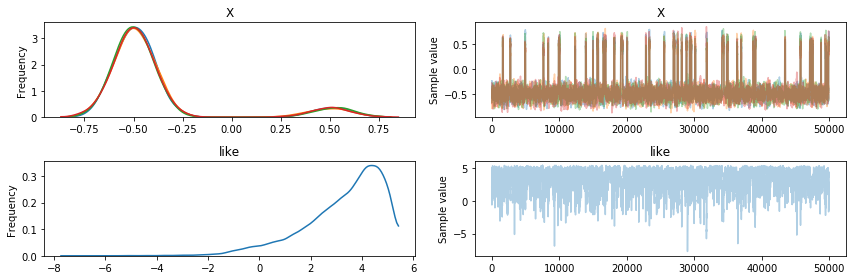 X
Frequency
3
2
1
0
−0.75 −0.50 −0.25 0.00 0.25 0.50 0.75
X
Sample value
0.5
0.0
−0.5
0 10000 20000 30000 40000 50000
like
Frequency
0.3
0.2
0.1
0.0
−8 −6 −4 −2 0 2 4 6
like
Sample value
5
0
−5
0 10000 20000 30000 40000 50000